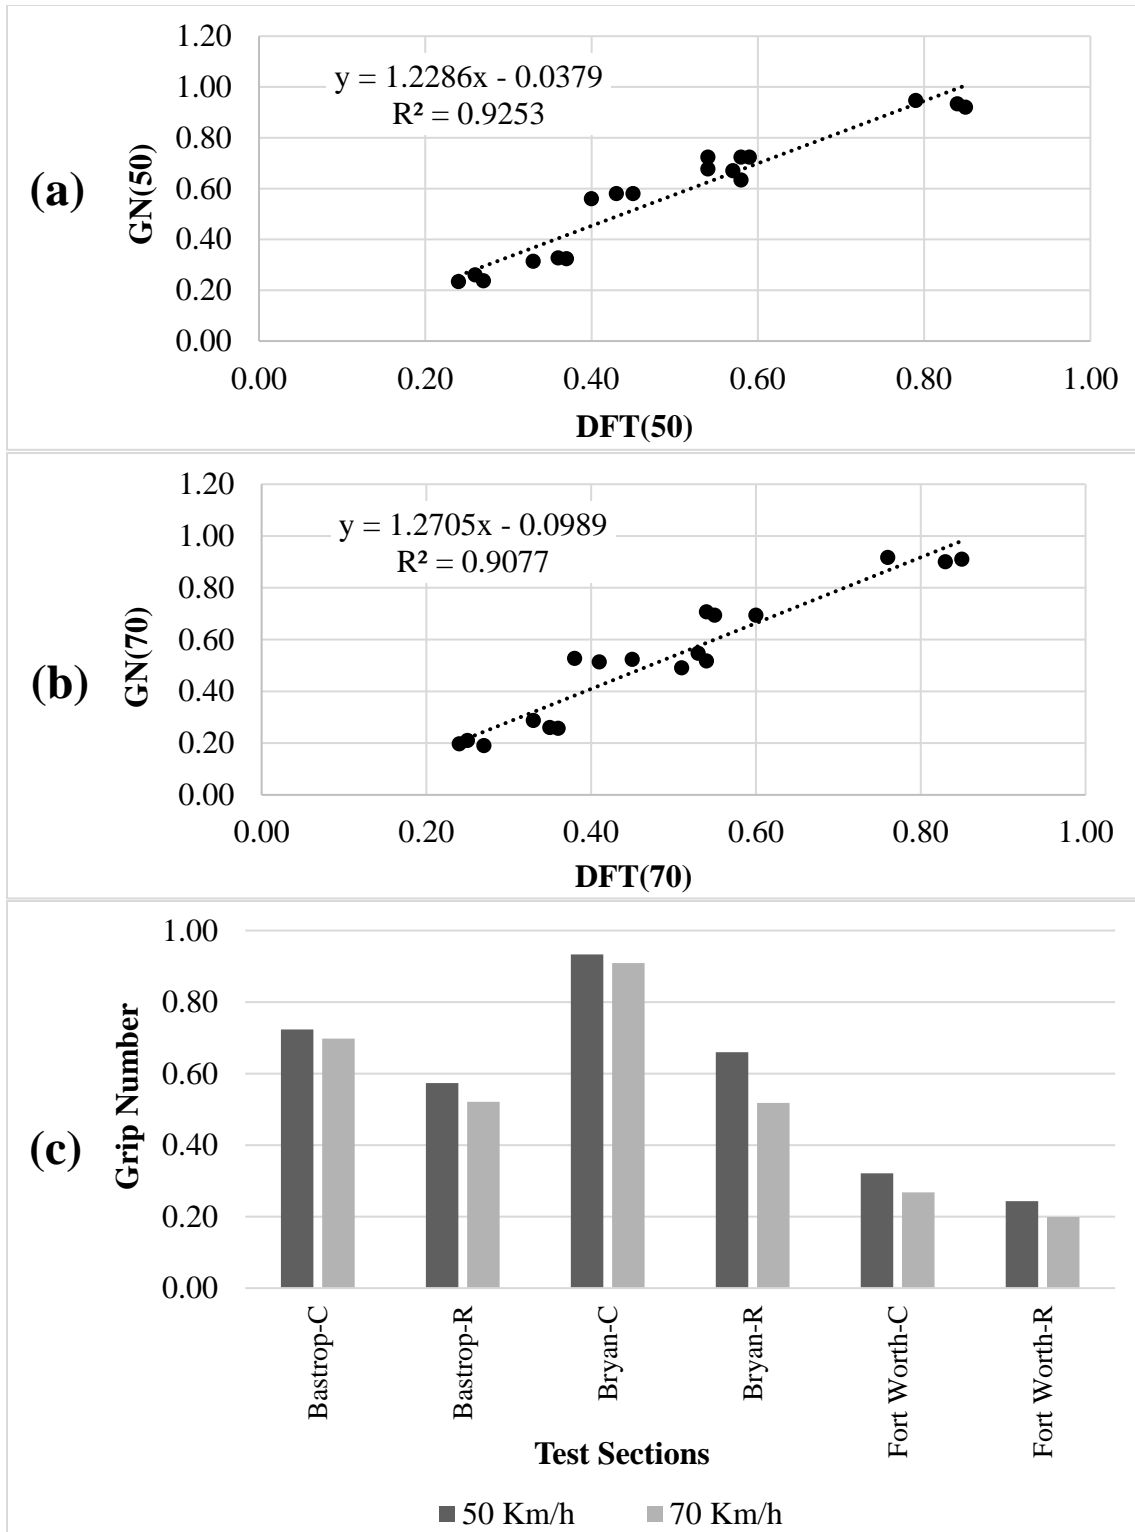 (a)
GN(50)
1.20
1.00
0.80
0.60
0.40
0.20
0.00
y = 1.2286x - 0.0379
R² = 0.9253
0.00 0.20 0.40 0.60 0.80 1.00
DFT(50)
(b)
GN(70)
1.20
1.00
0.80
0.60
0.40
0.20
0.00
y = 1.2705x - 0.0989
R² = 0.9077
0.00 0.20 0.40 0.60 0.80 1.00
DFT(70)
(c)
Grip Number
1.00
0.80
0.60
0.40
0.20
0.00
Bastrop-C
Bastrop-R
Bryan-C
Bryan-R
Fort Worth-C
Fort Worth-R
Test Sections
50 Km/h 70 Km/h